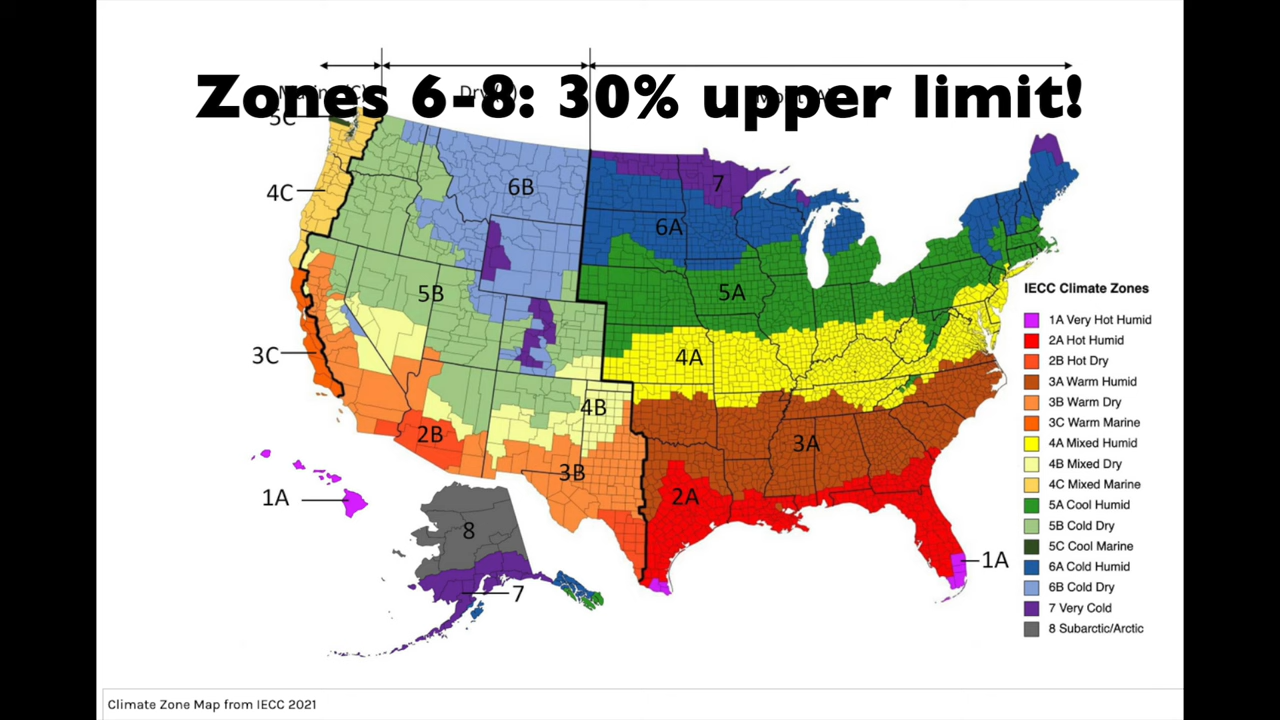 Zones 6-8: 30% upper limit!
5C
4C
6B
7
6A
5B
5A
3C
4A
4B
2B
3B
3A
2A
1A
8
7
1A
IECC Climate Zones
1A Very Hot Humid
2A Hot Humid
2B Hot Dry
3A Warm Humid
3B Warm Dry
3C Warm Marine
4A Mixed Humid
4B Mixed Dry
4C Mixed Marine
5A Cool Humid
5B Cold Dry
5C Cool Marine
6A Cold Humid
6B Cold Dry
7 Very Cold
8 Subarctic/Arctic
Climate Zone Map from IECC 2021